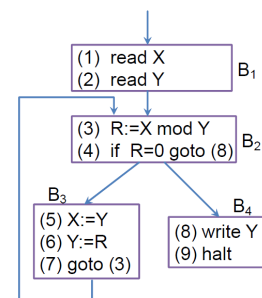 (1) read X
(2) read Y
B₁
(3) R:=X mod Y
(4) if R=0 goto (8)
B₂
B₃
(5) X:=Y
(6) Y:=R
(7) goto (3)
B₄
(8) write Y
(9) halt